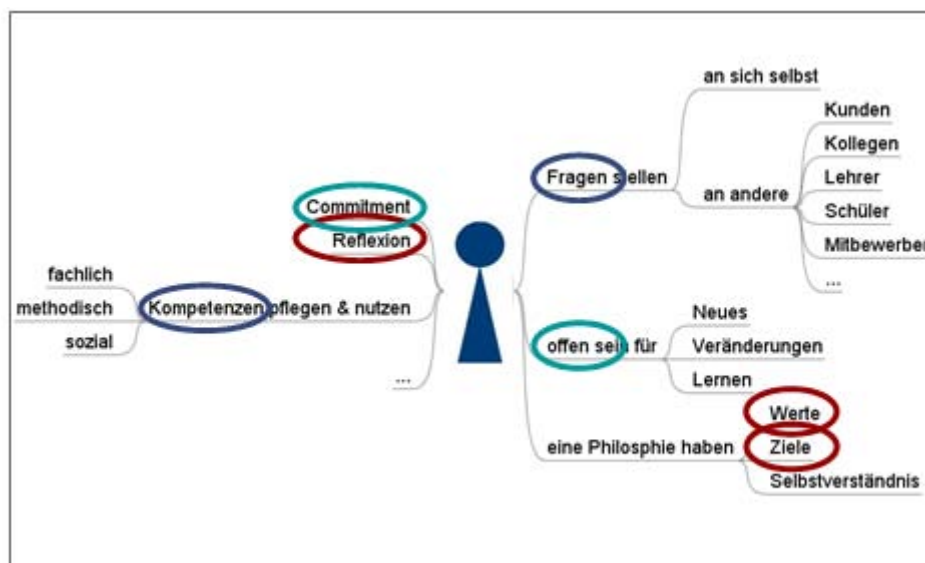 Commitment
Reflexion
Kompetenzen pflegen & nutzen
fachlich
methodisch
sozial
...
Fragen stellen
an sich selbst
an andere
Kunden
Kollegen
Lehrer
Schüler
Mitbewerber
...
offen sein für
Neues
Veränderungen
Lernen
eine Philosphie haben
Werte
Ziele
Selbstverständnis